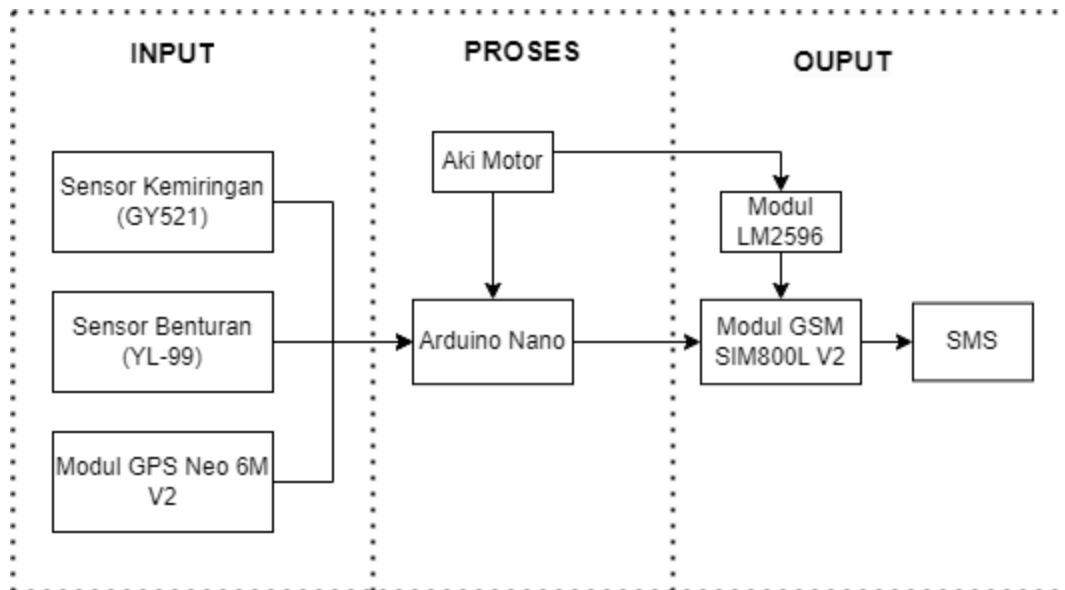 INPUT
PROSES
OUPUT
Sensor Kemiringan
(GY521)
Sensor Benturan
(YL-99)
Modul GPS Neo 6M
V2
Aki Motor
Arduino Nano
Modul
LM2596
Modul GSM
SIM800L V2
SMS